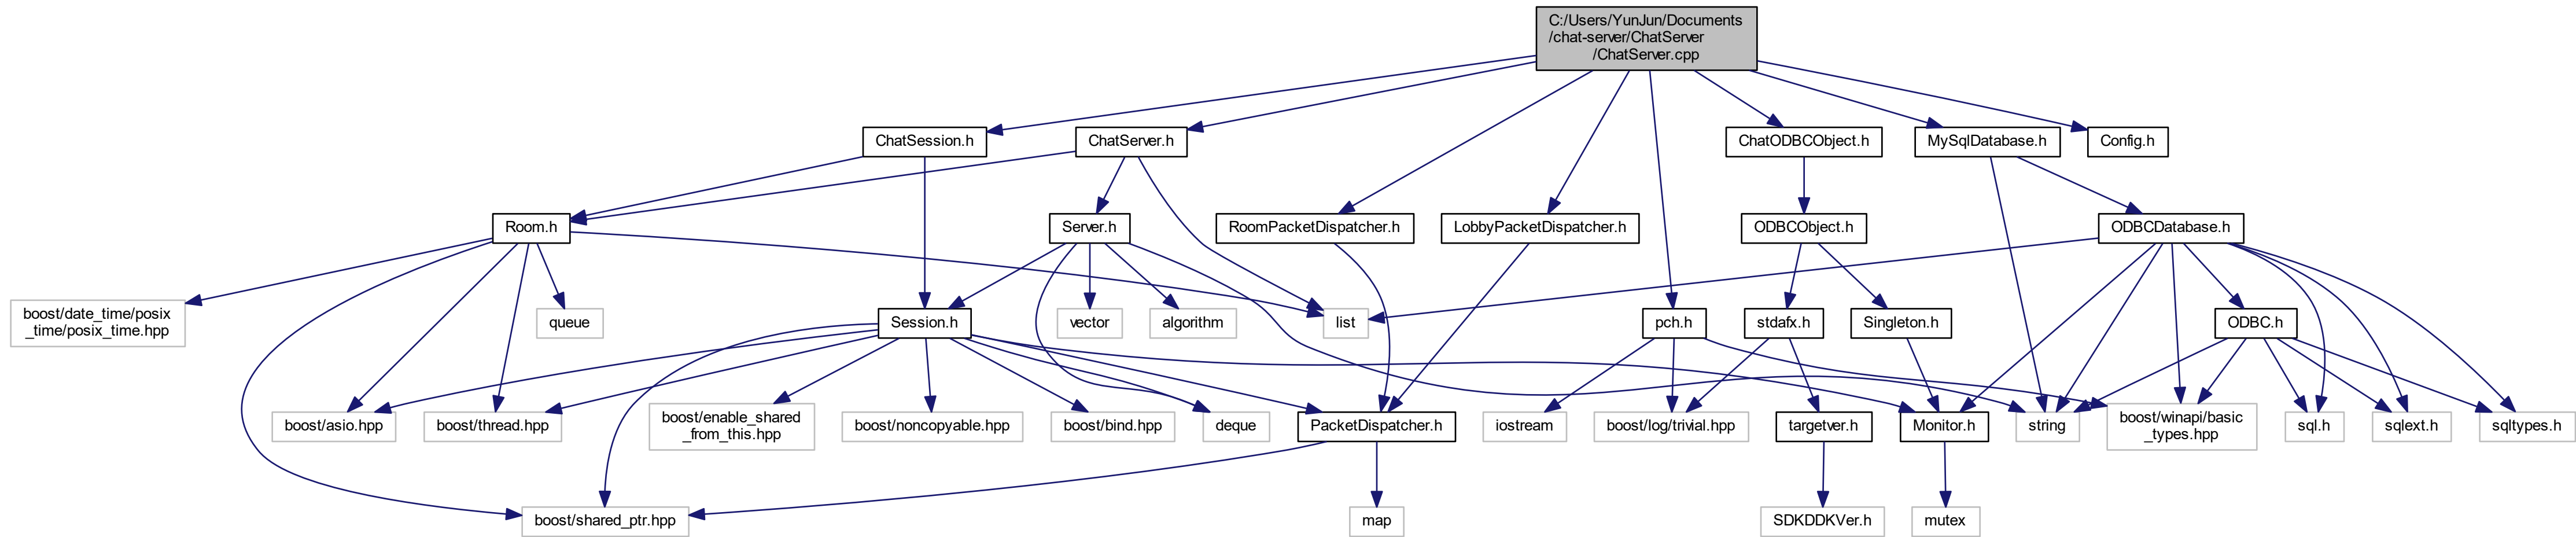 C:/Users/YunJun/Documents
/chat-server/ChatServer
/ChatServer.cpp
ChatSession.h
ChatServer.h
ChatODBCObject.h
MySqlDatabase.h
Config.h
Room.h
Server.h
RoomPacketDispatcher.h
LobbyPacketDispatcher.h
ODBCObject.h
ODBCDatabase.h
boost/date_time/posix
_time/posix_time.hpp
queue
Session.h
vector
algorithm
list
pch.h
stdafx.h
Singleton.h
ODBC.h
boost/asio.hpp
boost/thread.hpp
boost/enable_shared
_from_this.hpp
boost/noncopyable.hpp
boost/bind.hpp
deque
PacketDispatcher.h
iostream
boost/log/trivial.hpp
targetver.h
Monitor.h
string
boost/winapi/basic
_types.hpp
sql.h
sqlext.h
sqltypes.h
boost/shared_ptr.hpp
map
SDKDDKVer.h
mutex